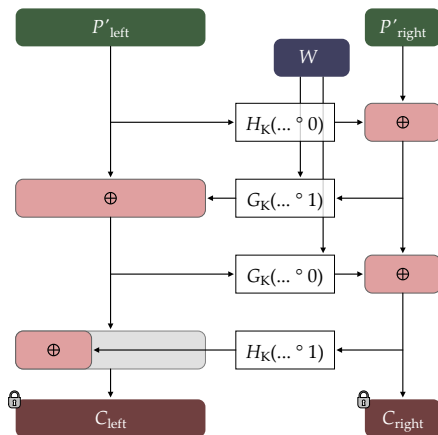 P′left P′right
W
HK(... ° 0) ⊕
⊕ GK(... ° 1)
GK(... ° 0) ⊕
⊕ HK(... ° 1)
Cleft Cright